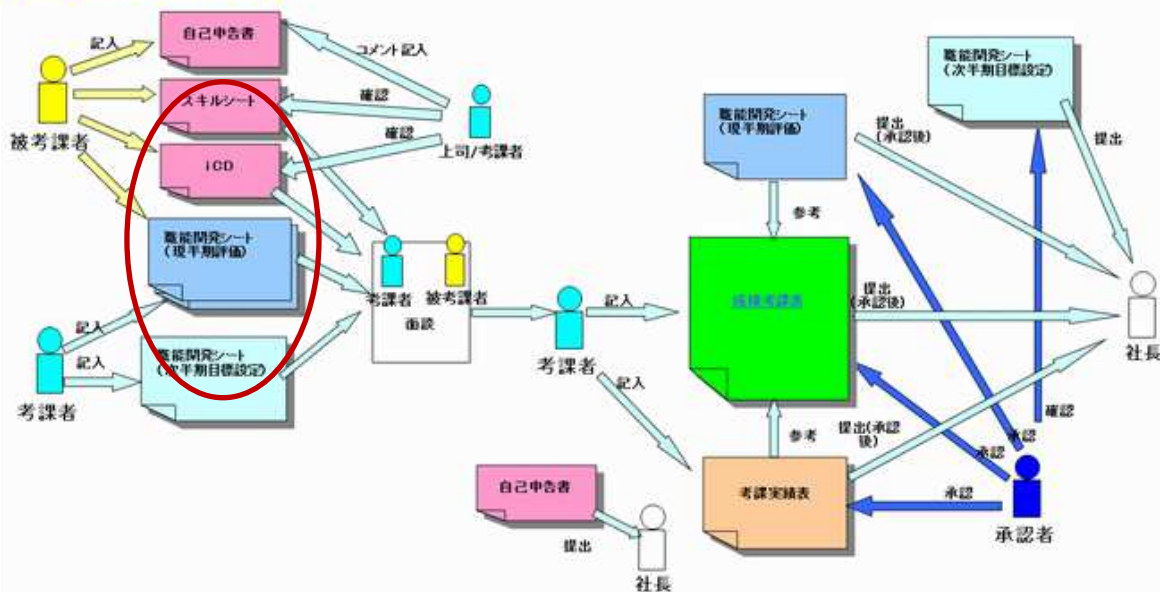 自己申告書
記入
コメント記入
スキルシート
確認
被考課者
iCD
確認
上司/考課者
職能開発シート
(現半期評価)
考課者
被考課者
面談
記入
記入
考課者
職能開発シート
(次半期目標設定)
考課者
記入
記入
職能開発シート
(現半期評価)
職能開発シート
(次半期目標設定)
提出
(承認後)
提出
参考
提出
(承認後)
社長
参考
提出(承認
後)
確認
承認
承認
承認
承認者
考課実績表
自己申告書
提出
社長